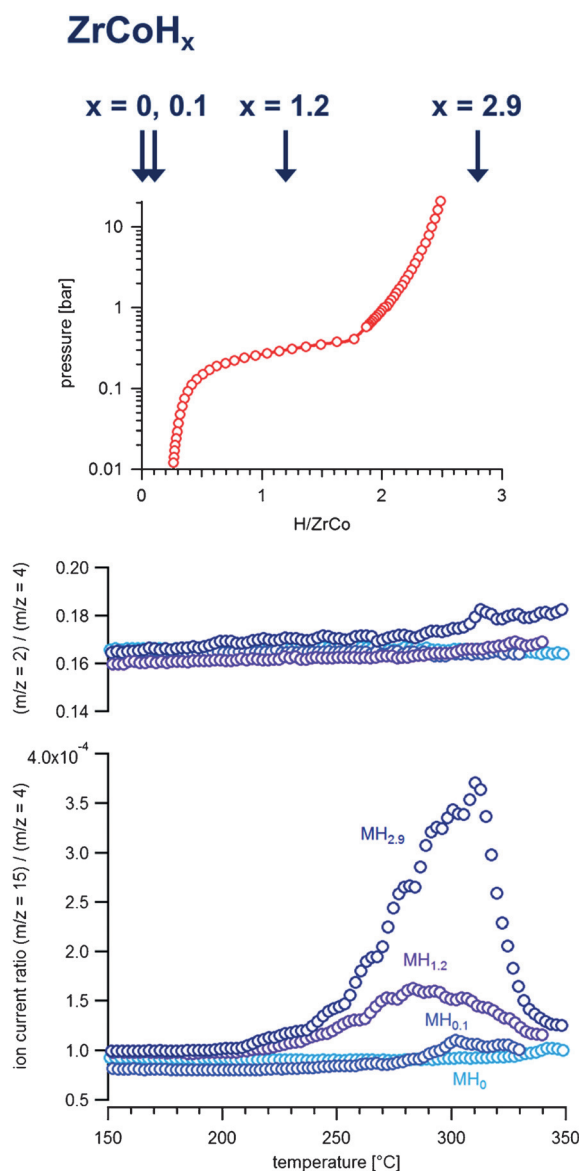 ZrCoHx
x = 0, 0.1 x = 1.2 x = 2.9
10
1
0.1
0.01
pressure [bar]
0 1 2 3
H/ZrCo
0.20
0.18
0.16
0.14
(m/z = 2) / (m/z = 4)
4.0x10-4
3.5
3.0
2.5
2.0
1.5
1.0
0.5
ion current ratio (m/z = 15) / (m/z = 4)
MH2.9
MH1.2
MH0.1
MH0
150 200 250 300 350
temperature [°C]